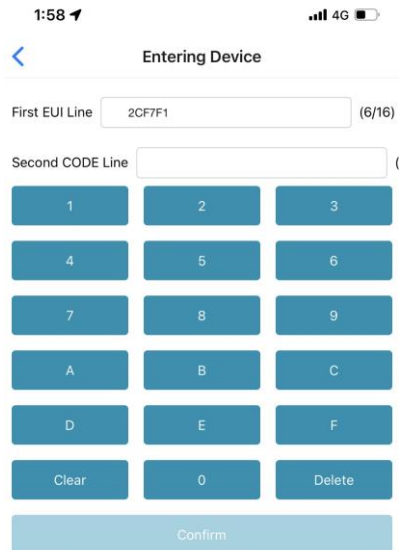 1:58 4G
Entering Device
First EUI Line 2CF7F1 (6/16)
Second CODE Line (
1 2 3
4 5 6
7 8 9
A B C
D E F
Clear 0 Delete
Confirm